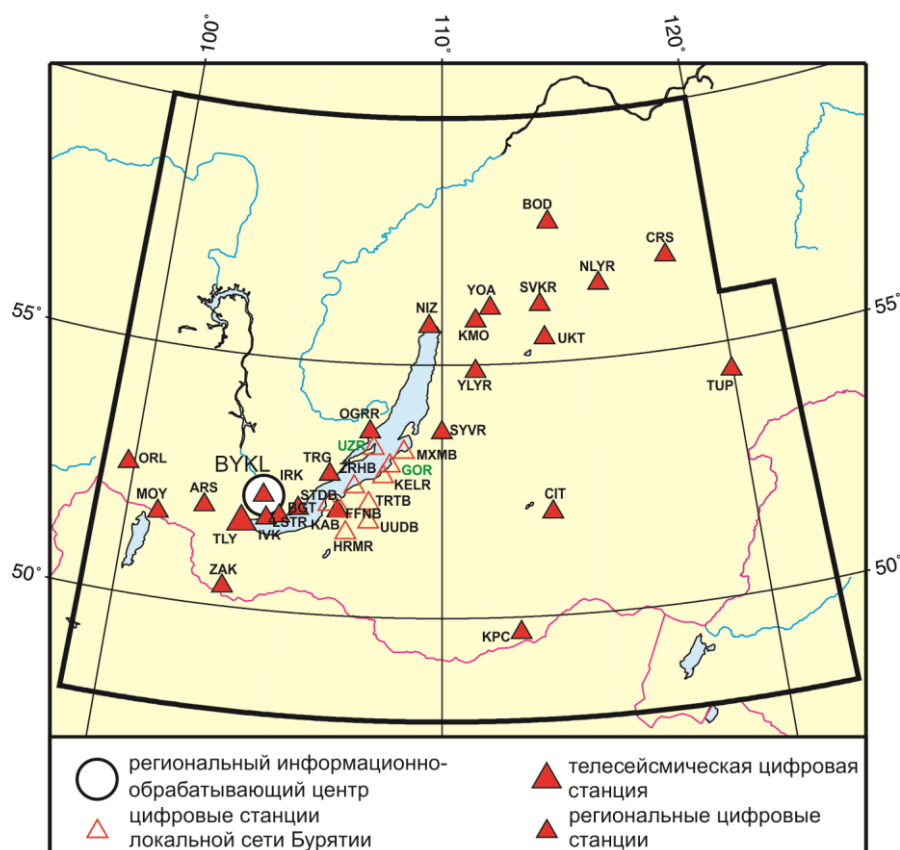 100°
110°
120°
BOD
CRS
NLYR
YOA
SVKR
55°
NIZ
55°
KMO
UKT
YLYR
TUP
OGRR
SYVR
UZR
MXMB
ORL
BYKL
TRG
ZRHB
GOR
IRK
KELR
MOY
ARS
STDB
CIT
BGT
TRTB
FFNB
LSTR
KAB
UUDB
TLY
IVK
HRMR
ZAK
50°
50°
KPC
региональный информационно-
обрабатывающий центр
цифровые станции
локальной сети Бурятии
телесейсмическая цифровая
станция
региональные цифровые
станции